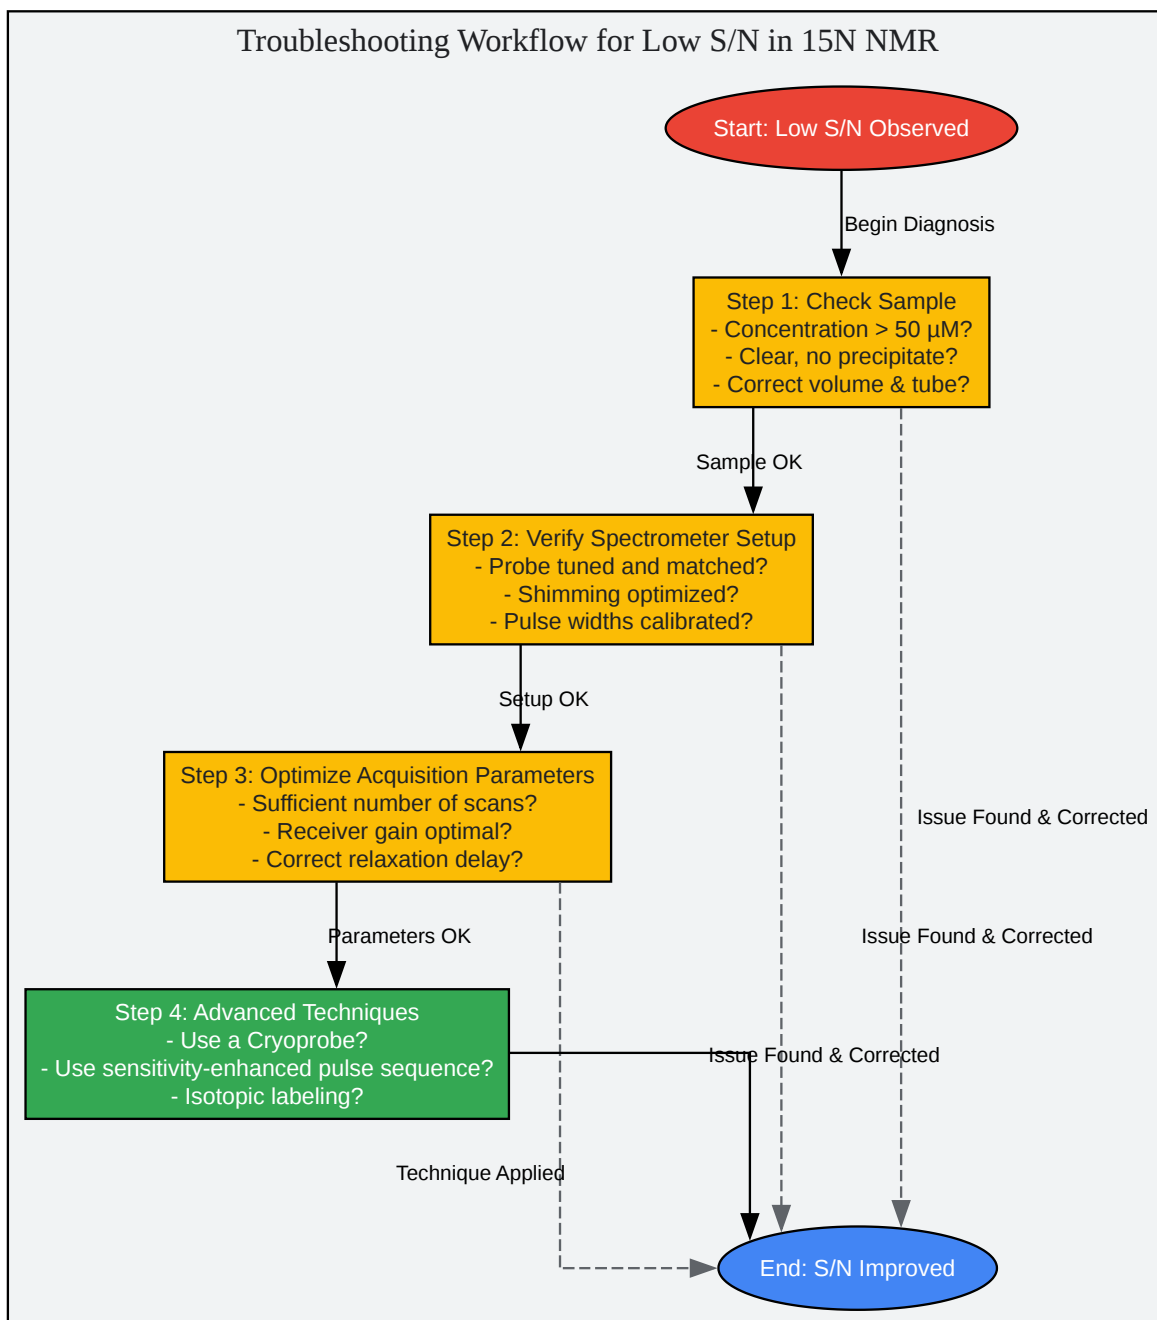 Troubleshooting Workflow for Low S/N in 15N NMR
Start: Low S/N Observed
Begin Diagnosis
Step 1: Check Sample
- Concentration > 50 µM?
- Clear, no precipitate?
- Correct volume & tube?
Sample OK
Step 2: Verify Spectrometer Setup
- Probe tuned and matched?
- Shimming optimized?
- Pulse widths calibrated?
Setup OK
Step 3: Optimize Acquisition Parameters
- Sufficient number of scans?
- Receiver gain optimal?
- Correct relaxation delay?
Issue Found & Corrected
Parameters OK
Issue Found & Corrected
Step 4: Advanced Techniques
- Use a Cryoprobe?
- Use sensitivity-enhanced pulse sequence?
- Isotopic labeling?
Issue Found & Corrected
Technique Applied
End: S/N Improved